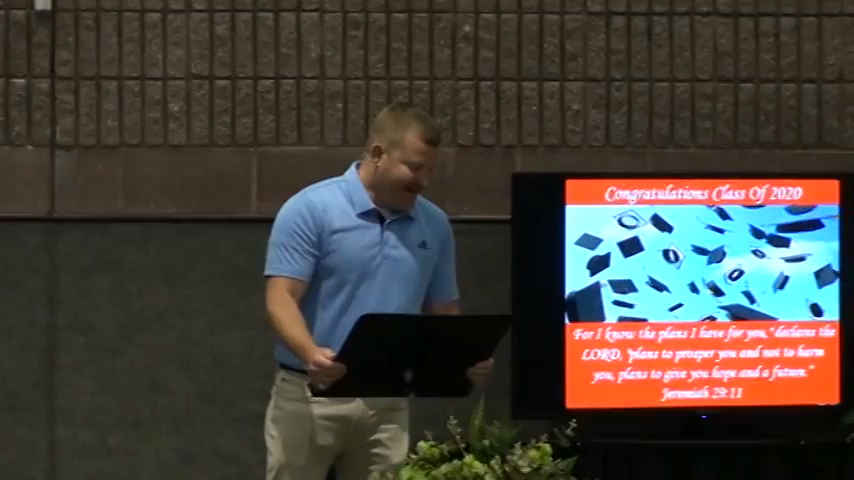 Congratulations Class Of 2020
For I know the plans I have for you," declares the
LORD, "plans to prosper you and not to harm
you, plans to give you hope and a future."
Jeremiah 29:11